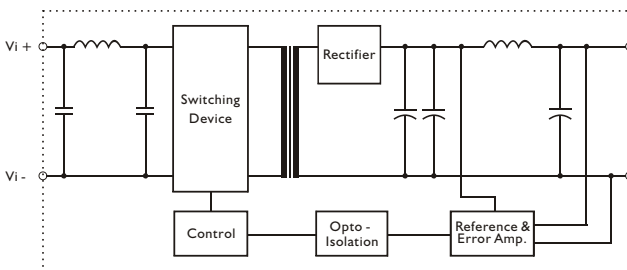 Vi +
Rectifier
Switching
Device
Vi -
Control
Opto -
Isolation
Reference &
Error Amp.